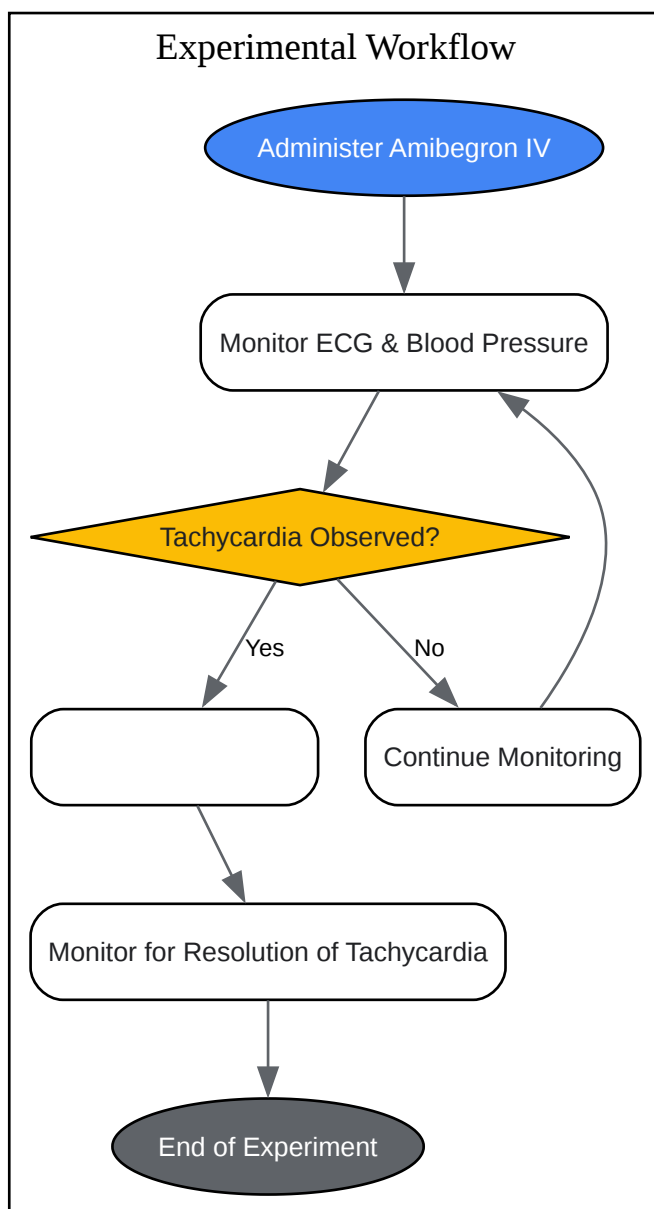 Experimental Workflow
Administer Amibegron IV
Monitor ECG & Blood Pressure
Tachycardia Observed?
Yes
No
Continue Monitoring
Monitor for Resolution of Tachycardia
End of Experiment